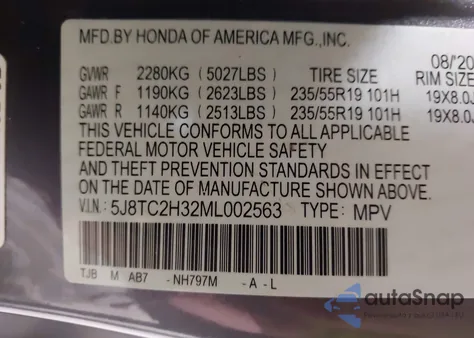 MFD.BY HONDA OF AMERICA MFG.,INC.
08/'20
GVWR 2280KG (5027LBS) TIRE SIZE RIM SIZE
GAWR F 1190KG (2623LBS) 235/55R19 101H 19X8.0J
GAWR R 1140KG (2513LBS) 235/55R19 101H 19X8.0J
THIS VEHICLE CONFORMS TO ALL APPLICABLE
FEDERAL MOTOR VEHICLE SAFETY
AND THEFT PREVENTION STANDARDS IN EFFECT
ON THE DATE OF MANUFACTURE SHOWN ABOVE.
V.I.N.: 5J8TC2H32ML002563 TYPE: MPV
TJB M AB7 -NH797M -A-L
autoSnap